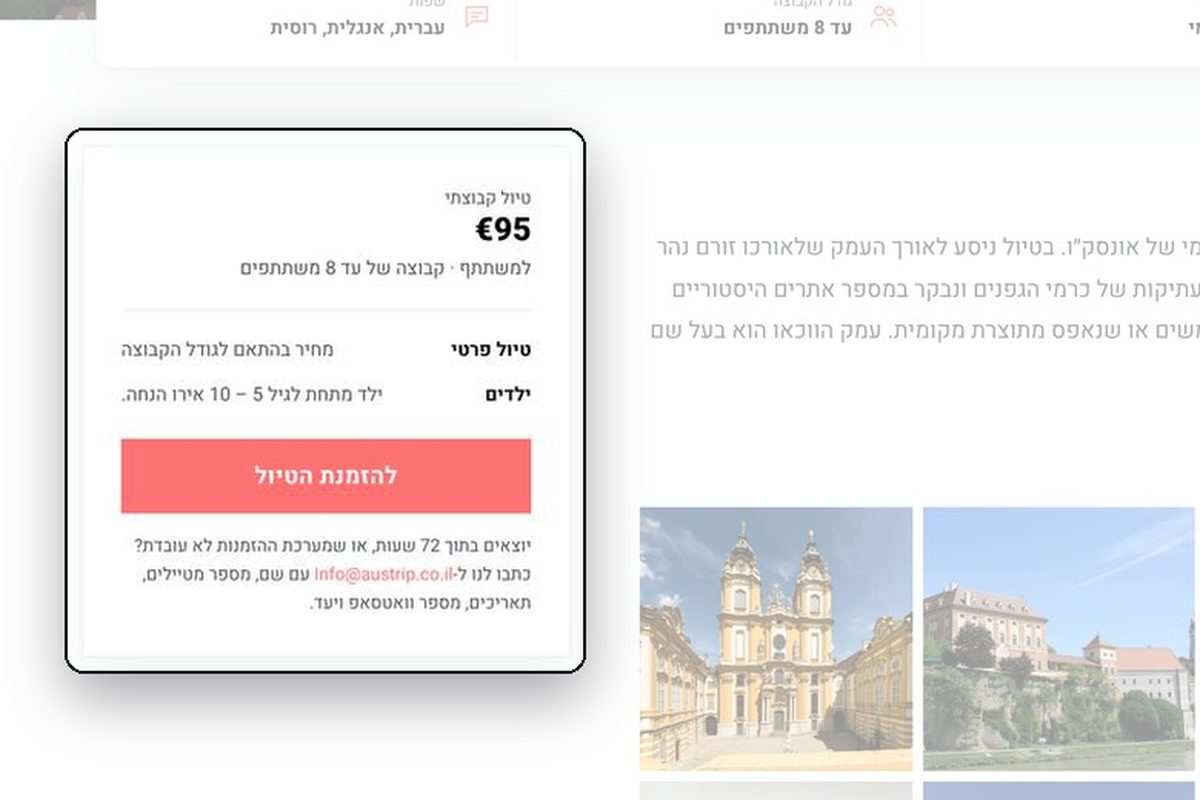 שפות
עברית, אנגלית, רוסית
גודל הקבוצה
עד 8 משתתפים
טיול קבוצתי
€95
למשתתף · קבוצה של עד 8 משתתפים
טיול פרטי מחיר בהתאם לגודל הקבוצה
ילדים ילד מתחת לגיל 5 – 10 אירו הנחה.
להזמנת הטיול
יוצאים בתוך 72 שעות, או שמערכת ההזמנות לא עובדת?
כתבו לנו ל-Info@austrip.co.il עם שם, מספר מטיילים,
תאריכים, מספר וואטסאפ ויעד.
של אונסק״ו. בטיול ניסע לאורך העמק שלאורכו זורם נהר
עתיקות של כרמי הגפנים ונבקר במספר אתרים היסטוריים
או שנאפס מתוצרת מקומית. עמק הווכאו הוא בעל שם